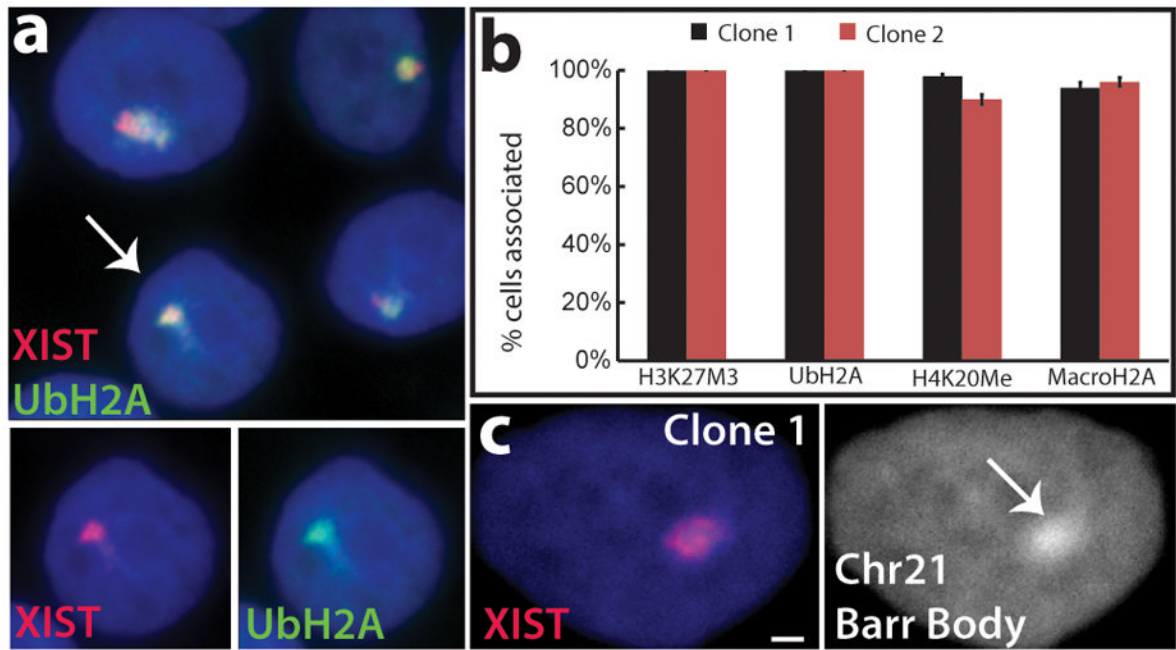 a
XIST
UbH2A
XIST
UbH2A
b
Clone 1
Clone 2
% cells associated
100%
80%
60%
40%
20%
0%
H3K27M3
UbH2A
H4K20Me
MacroH2A
c
Clone 1
XIST
Chr21
Barr Body